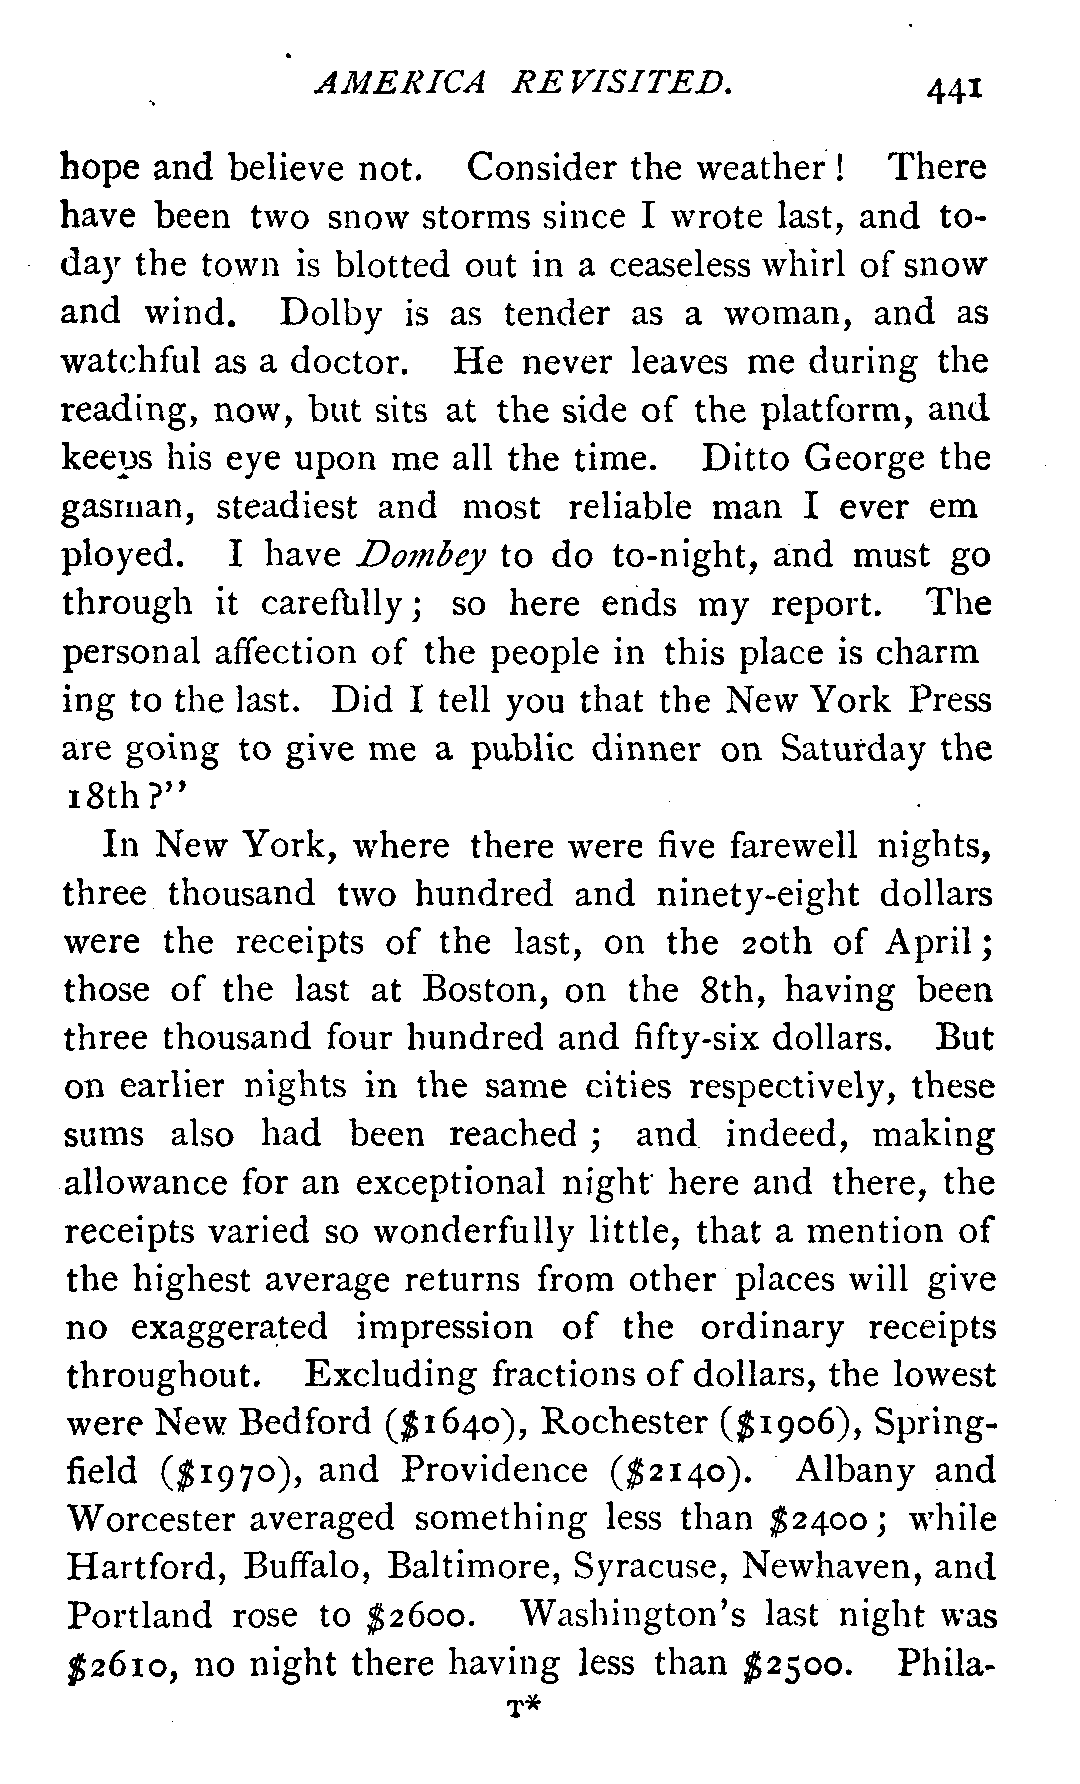 AMERICA REVISITED. 441
hope and believe not. Consider the weather! There
have been two snow storms since I wrote last, and to-
day the town is blotted out in a ceaseless whirl of snow
and wind. Dolby is as tender as a woman, and as
watchful as a doctor. He never leaves me during the
reading, now, but sits at the side of the platform, and
keeps his eye upon me all the time. Ditto George the
gasman, steadiest and most reliable man I ever em
ployed. I have Dombey to do to-night, and must go
through it carefully; so here ends my report. The
personal affection of the people in this place is charm
ing to the last. Did I tell you that the New York Press
are going to give me a public dinner on Saturday the
18th?"
In New York, where there were five farewell nights,
three thousand two hundred and ninety-eight dollars
were the receipts of the last, on the 20th of April;
those of the last at Boston, on the 8th, having been
three thousand four hundred and fifty-six dollars. But
on earlier nights in the same cities respectively, these
sums also had been reached; and indeed, making
allowance for an exceptional night here and there, the
receipts varied so wonderfully little, that a mention of
the highest average returns from other places will give
no exaggerated impression of the ordinary receipts
throughout. Excluding fractions of dollars, the lowest
were New Bedford ($1640), Rochester ($1906), Spring-
field ($1970), and Providence ($2140). Albany and
Worcester averaged something less than $2400; while
Hartford, Buffalo, Baltimore, Syracuse, Newhaven, and
Portland rose to $2600. Washington's last night was
$2610, no night there having less than $2500. Phila-
T*